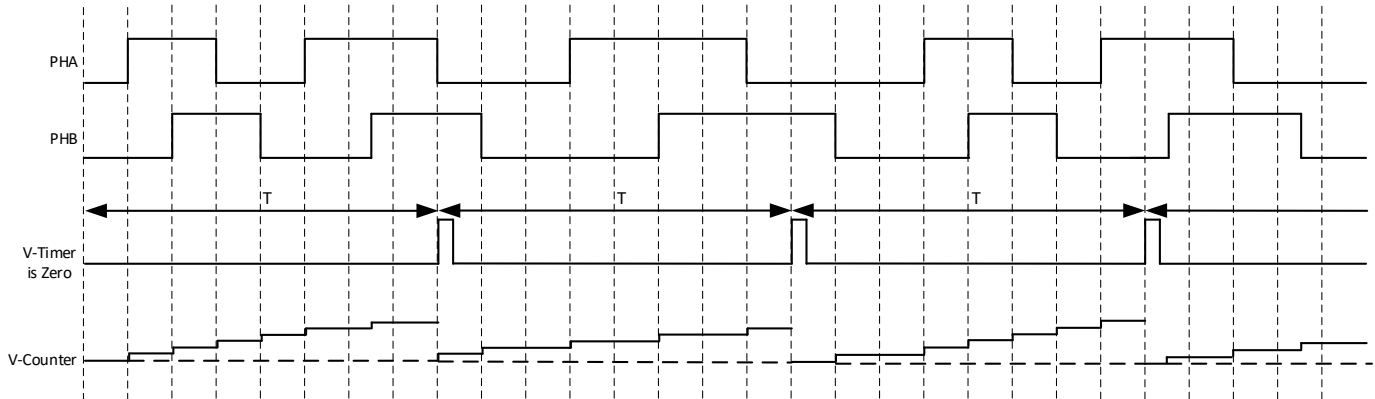 PHA
PHB
T
T
T
V-Timer
is Zero
V-Counter